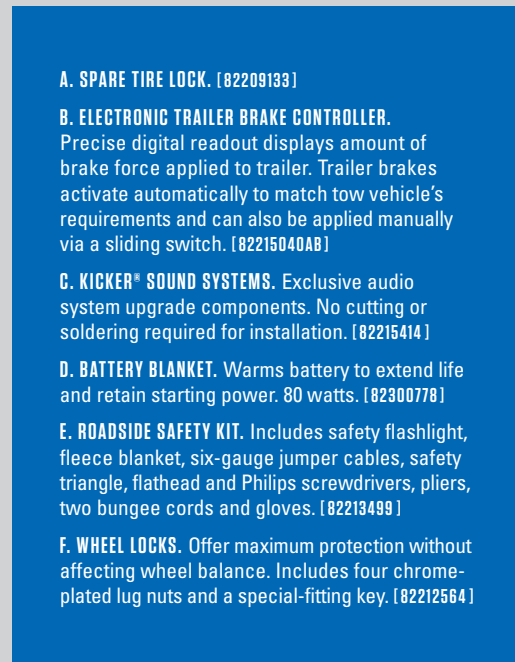 A. SPARE TIRE LOCK. [82209133]
B. ELECTRONIC TRAILER BRAKE CONTROLLER.
Precise digital readout displays amount of
brake force applied to trailer. Trailer brakes
activate automatically to match tow vehicle’s
requirements and can also be applied manually
via a sliding switch. [82215040AB]
C. KICKER® SOUND SYSTEMS. Exclusive audio
system upgrade components. No cutting or
soldering required for installation. [82215414]
D. BATTERY BLANKET. Warms battery to extend life
and retain starting power. 80 watts. [82300778]
E. ROADSIDE SAFETY KIT. Includes safety flashlight,
fleece blanket, six-gauge jumper cables, safety
triangle, flathead and Philips screwdrivers, pliers,
two bungee cords and gloves. [82213499]
F. WHEEL LOCKS. Offer maximum protection without
affecting wheel balance. Includes four chrome-
plated lug nuts and a special-fitting key. [82212564]